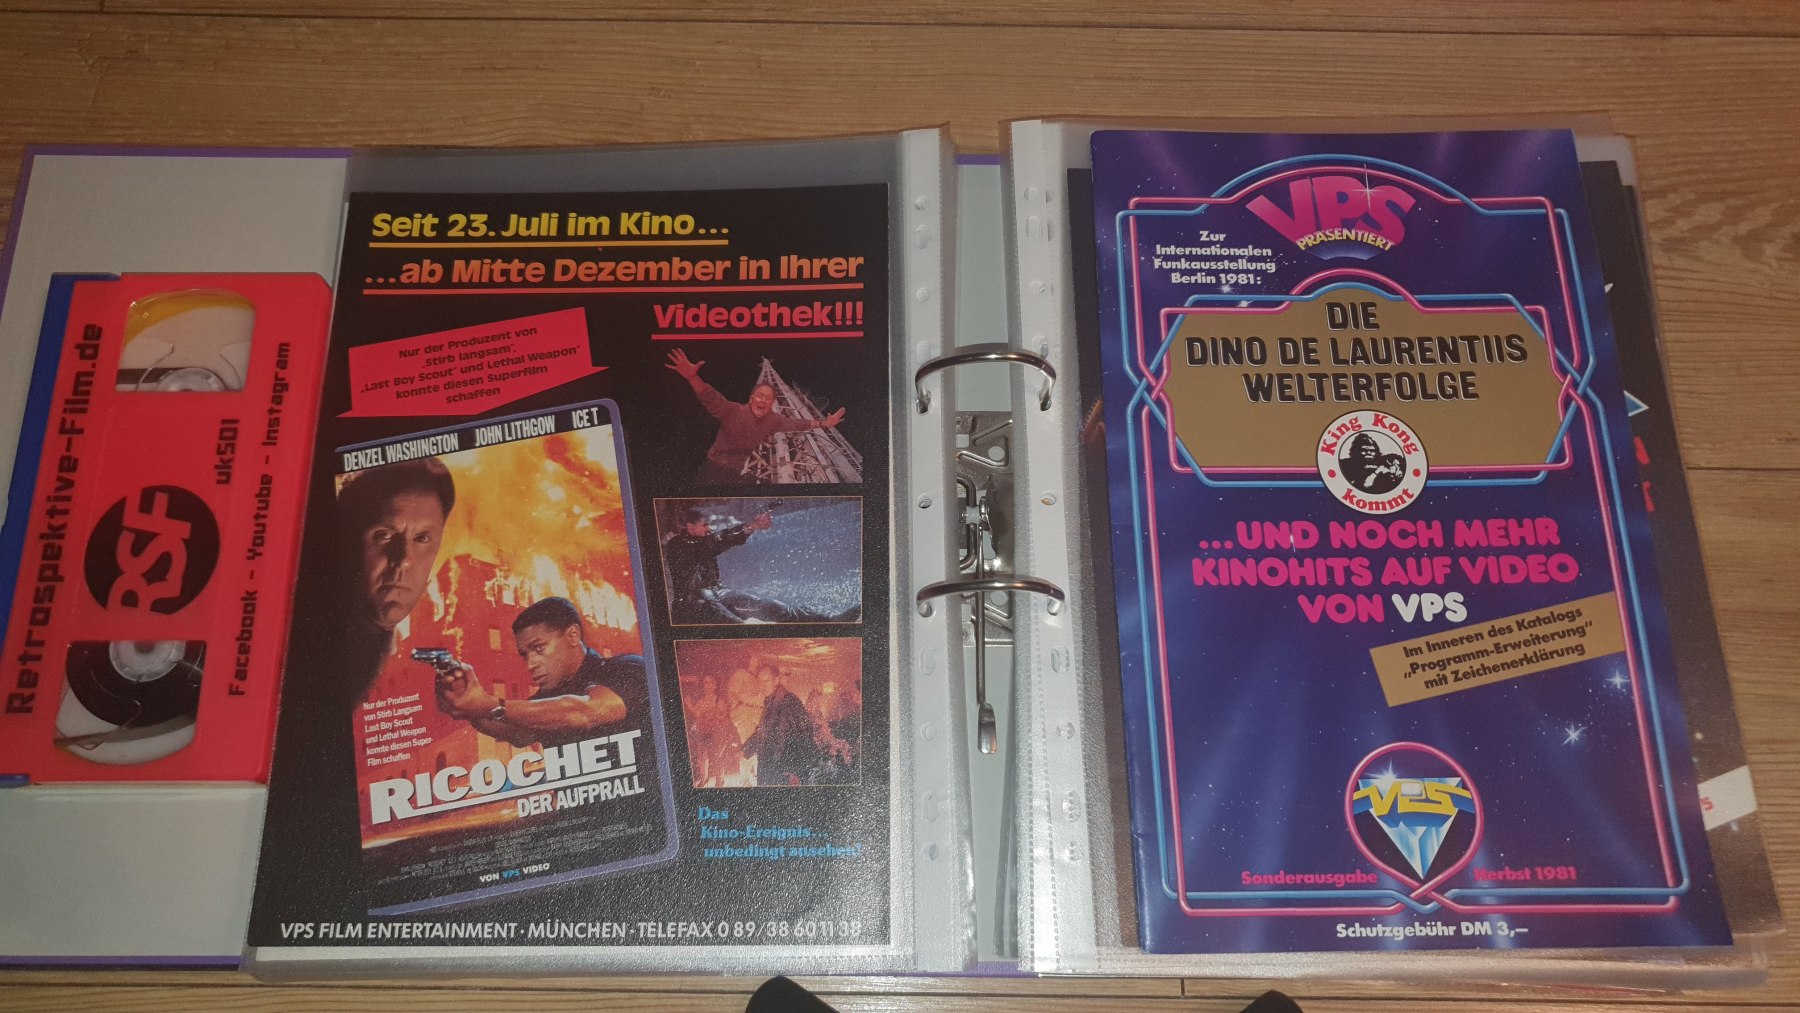 Retrospektive-Film.de
RSF
uk501
Facebook - Youtube - Instagram
Seit 23. Juli im Kino...
...ab Mitte Dezember in Ihrer
Videothek!!!
Nur der Produzent von
„Stirb langsam",
„Last Boy Scout" und Lethal Weapon"
konnte diesen Superfilm
schaffen
DENZEL WASHINGTON JOHN LITHGOW ICE T
Nur der Produzent
von Stirb Langsam
Last Boy Scout
und Lethal Weapon
konnte diesen Super-
Film schaffen
RICOCHET
DER AUFPRALL
VON VPS VIDEO
Das
Kino-Ereignis...
unbedingt ansehen!
VPS FILM ENTERTAINMENT · MÜNCHEN · TELEFAX 0 89/38 60 11 38
VPS
PRÄSENTIERT
Zur
Internationalen
Funkausstellung
Berlin 1981:
DIE
DINO DE LAURENTIIS
WELTERFOLGE
King Kong
kommt
...UND NOCH MEHR
KINOHITS AUF VIDEO
VON VPS
Im Inneren des Katalogs
„Programm-Erweiterung"
mit Zeichenerklärung
VPS
Sonderausgabe Herbst 1981
Schutzgebühr DM 3,–